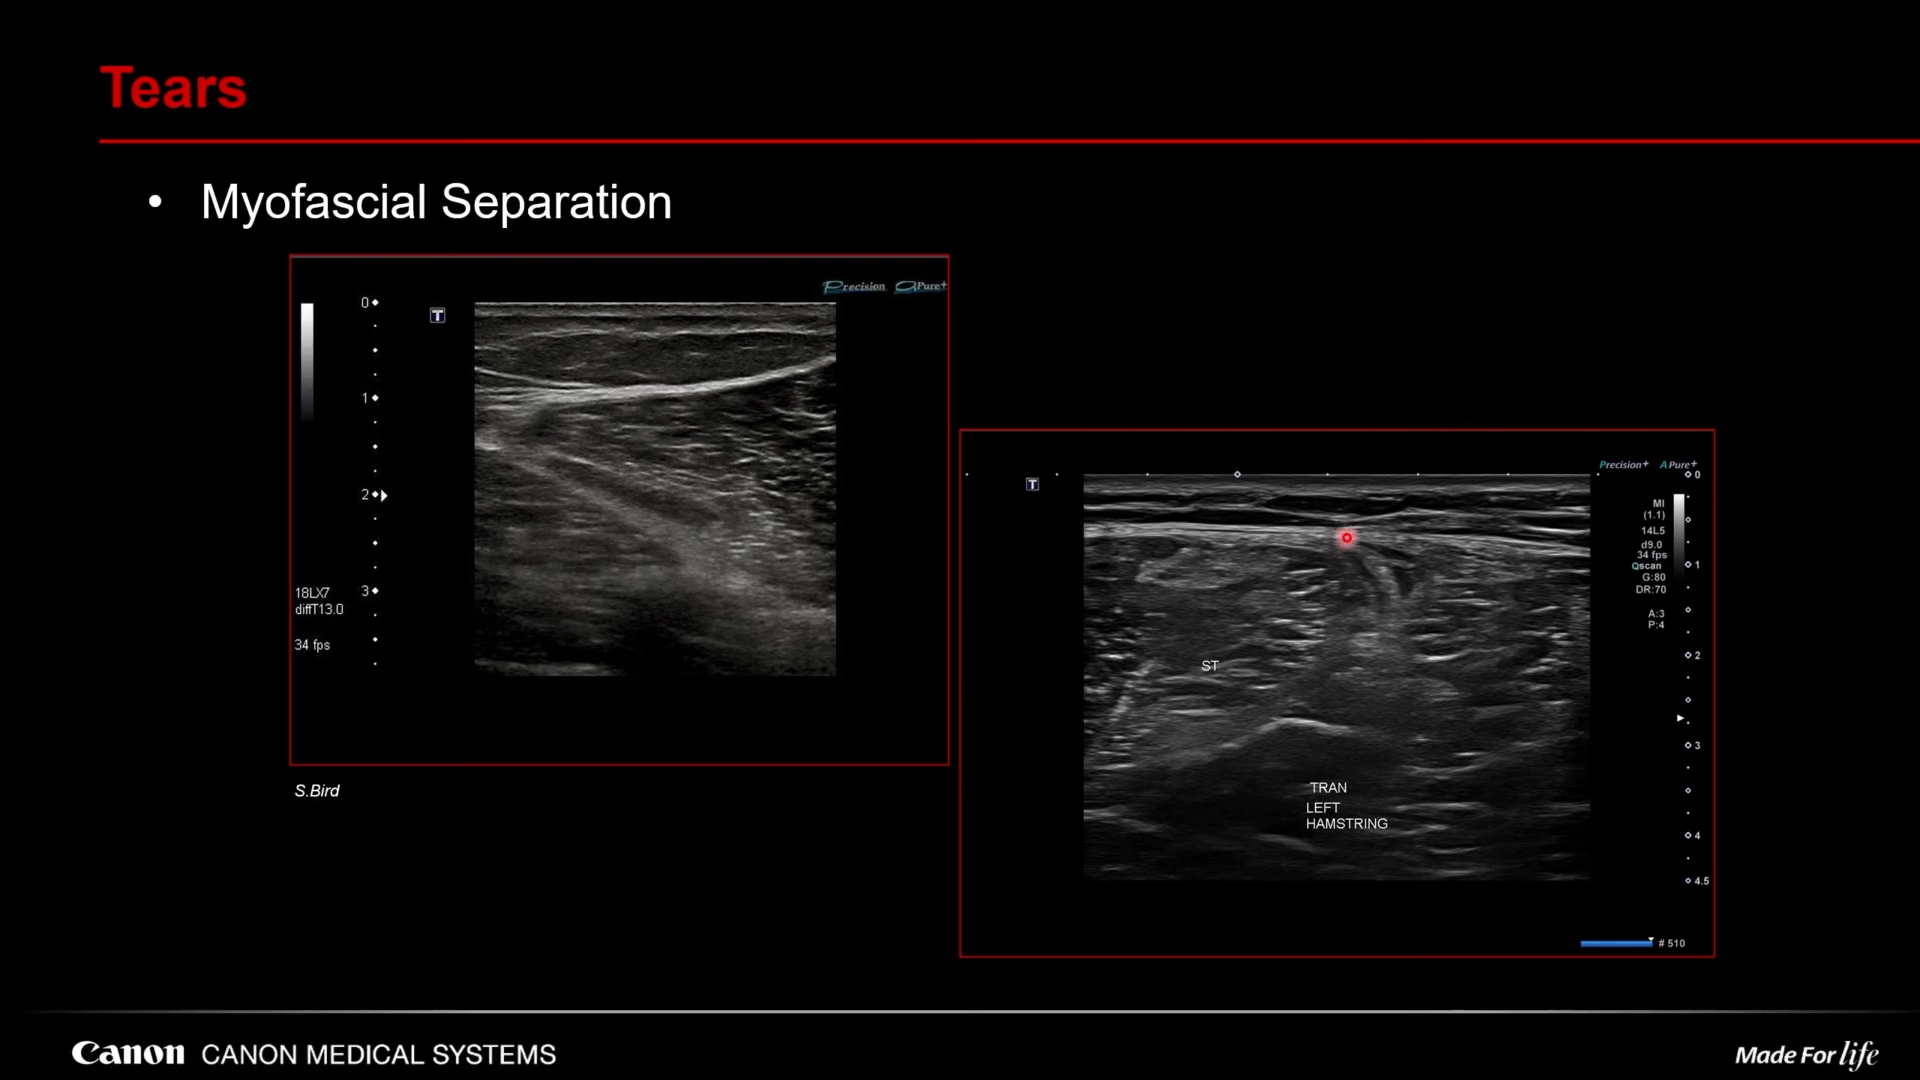 Tears
• Myofascial Separation
Precision APure+
T
0
1
2
3
18LX7
diffT13.0
34 fps
S.Bird
Precision+ APure+
T
0
MI
(1.1)
14L5
d9.0
34 fps
Qscan
G:80
DR:70
A:3
P:4
1
2
3
4
4.5
ST
TRAN
LEFT
HAMSTRING
# 510
Canon CANON MEDICAL SYSTEMS
Made For life